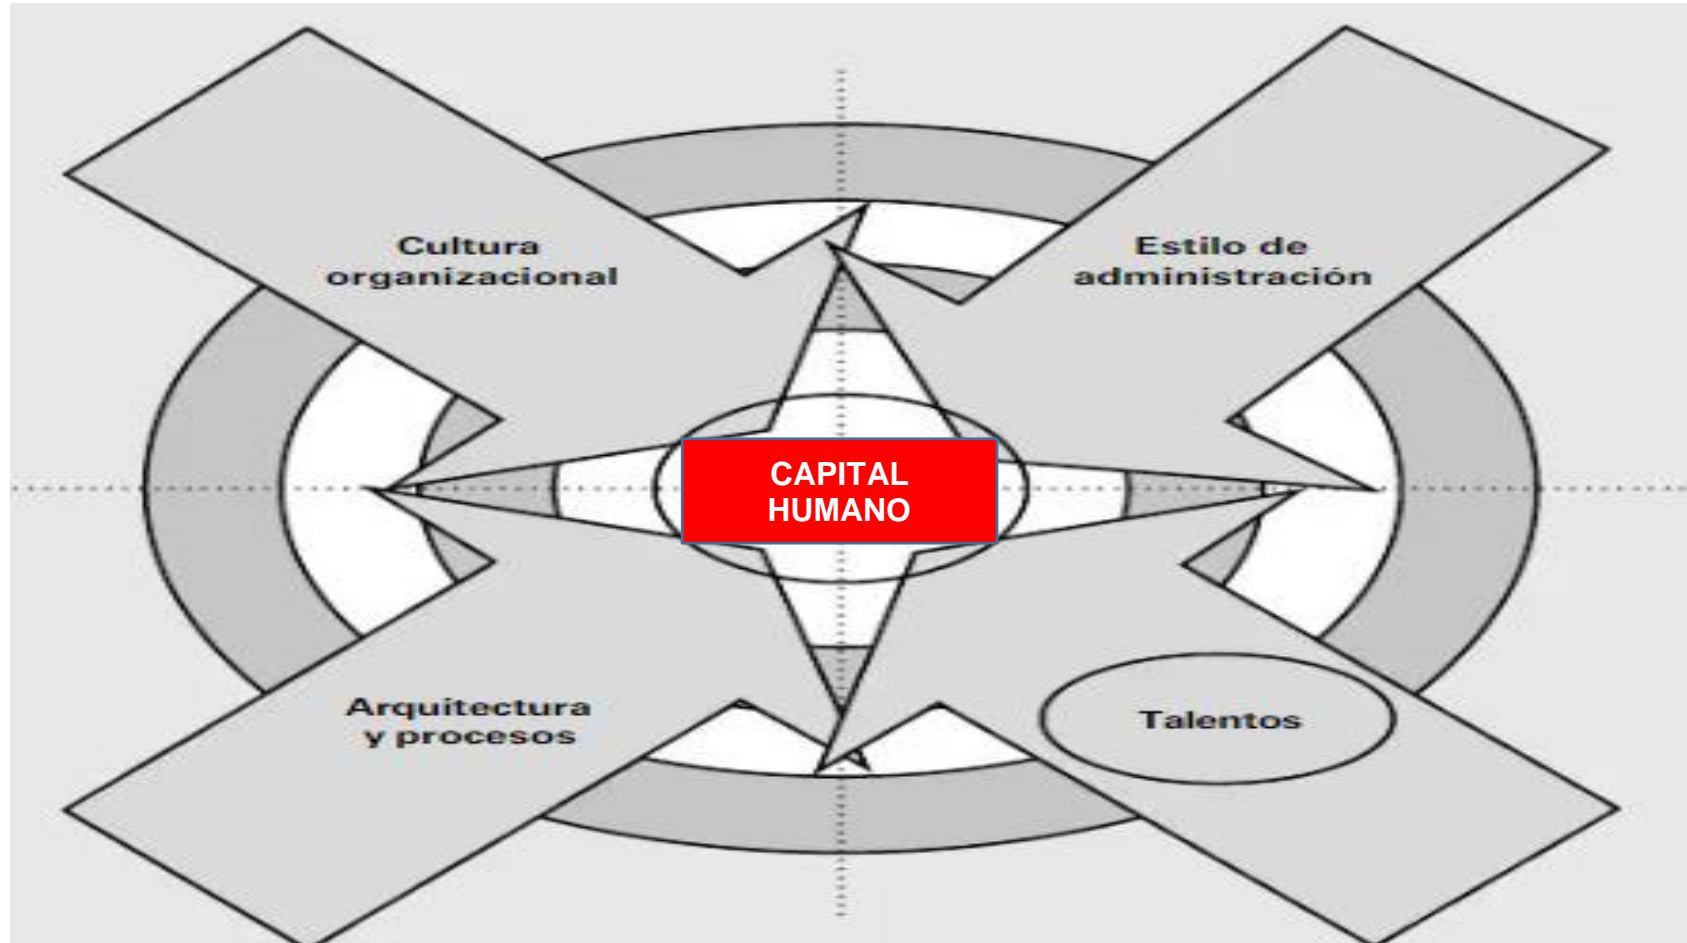 Cultura
organizacional
Estilo de
administración
CAPITAL
HUMANO
Arquitectura
y procesos
Talentos